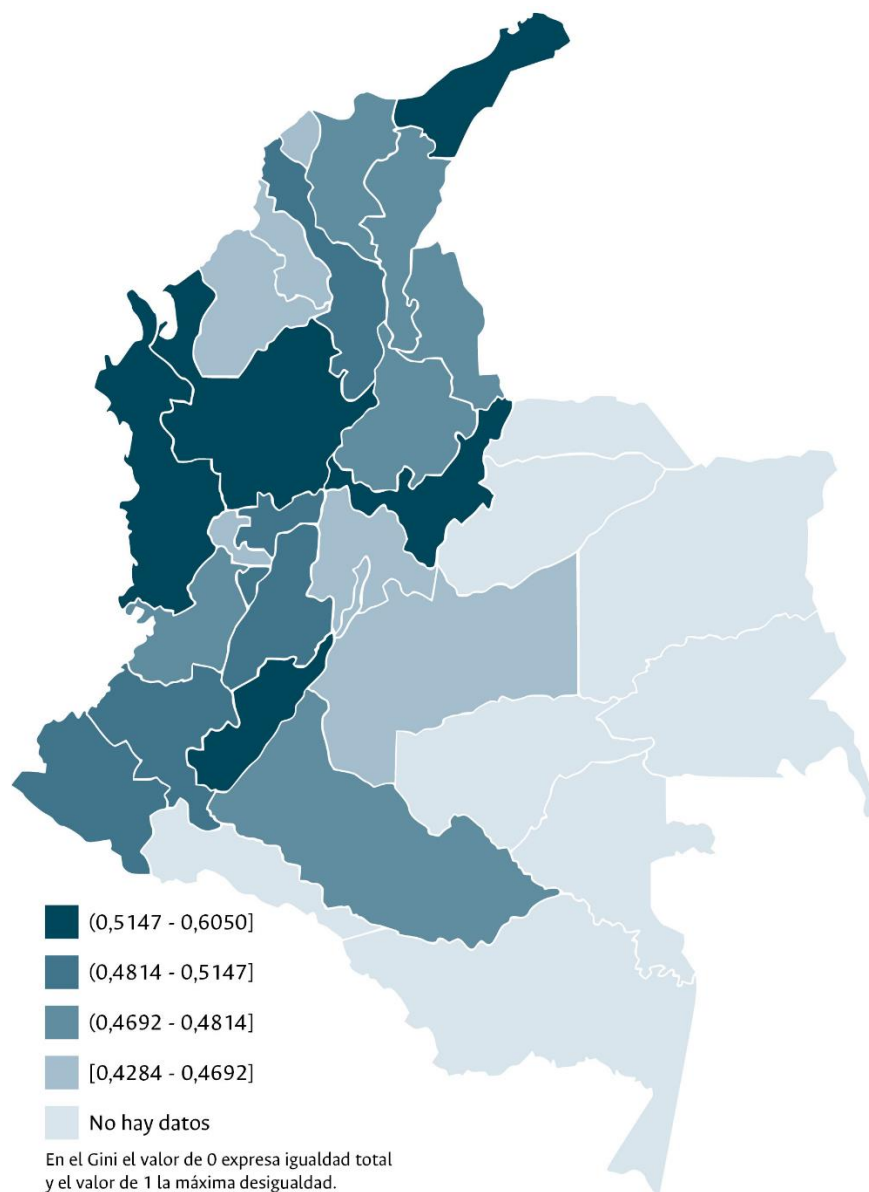 (0,5147 - 0,6050]
(0,4814 - 0,5147]
(0,4692 - 0,4814]
[0,4284 - 0,4692]
No hay datos
En el Gini el valor de 0 expresa igualdad total
y el valor de 1 la máxima desigualdad.